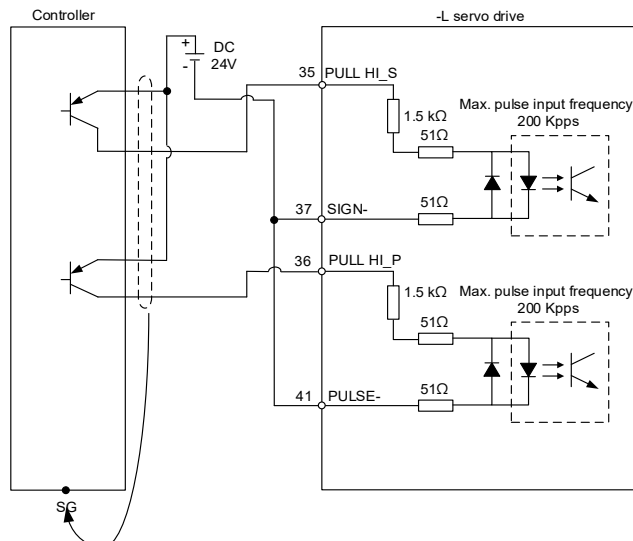 Controller
-L servo drive
+
DC
24V
-
35 PULL HI_S
1.5 kΩ
51Ω
Max. pulse input frequency
200 Kpps
51Ω
37 SIGN-
36 PULL HI_P
1.5 kΩ
51Ω
Max. pulse input frequency
200 Kpps
51Ω
41 PULSE-
SG